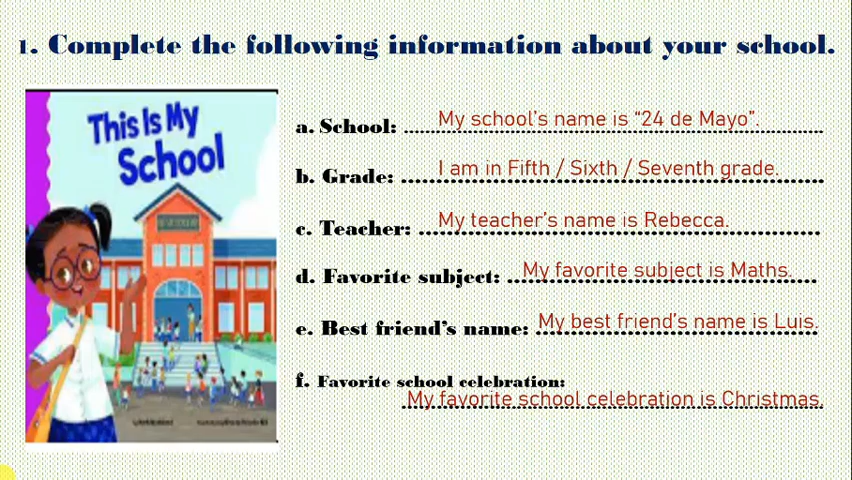 1. Complete the following information about your school.
This Is My
School
a. School: My school's name is "24 de Mayo".
b. Grade: I am in Fifth / Sixth / Seventh grade.
c. Teacher: My teacher's name is Rebecca.
d. Favorite subject: My favorite subject is Maths.
e. Best friend's name: My best friend's name is Luis.
f. Favorite school celebration:
My favorite school celebration is Christmas.